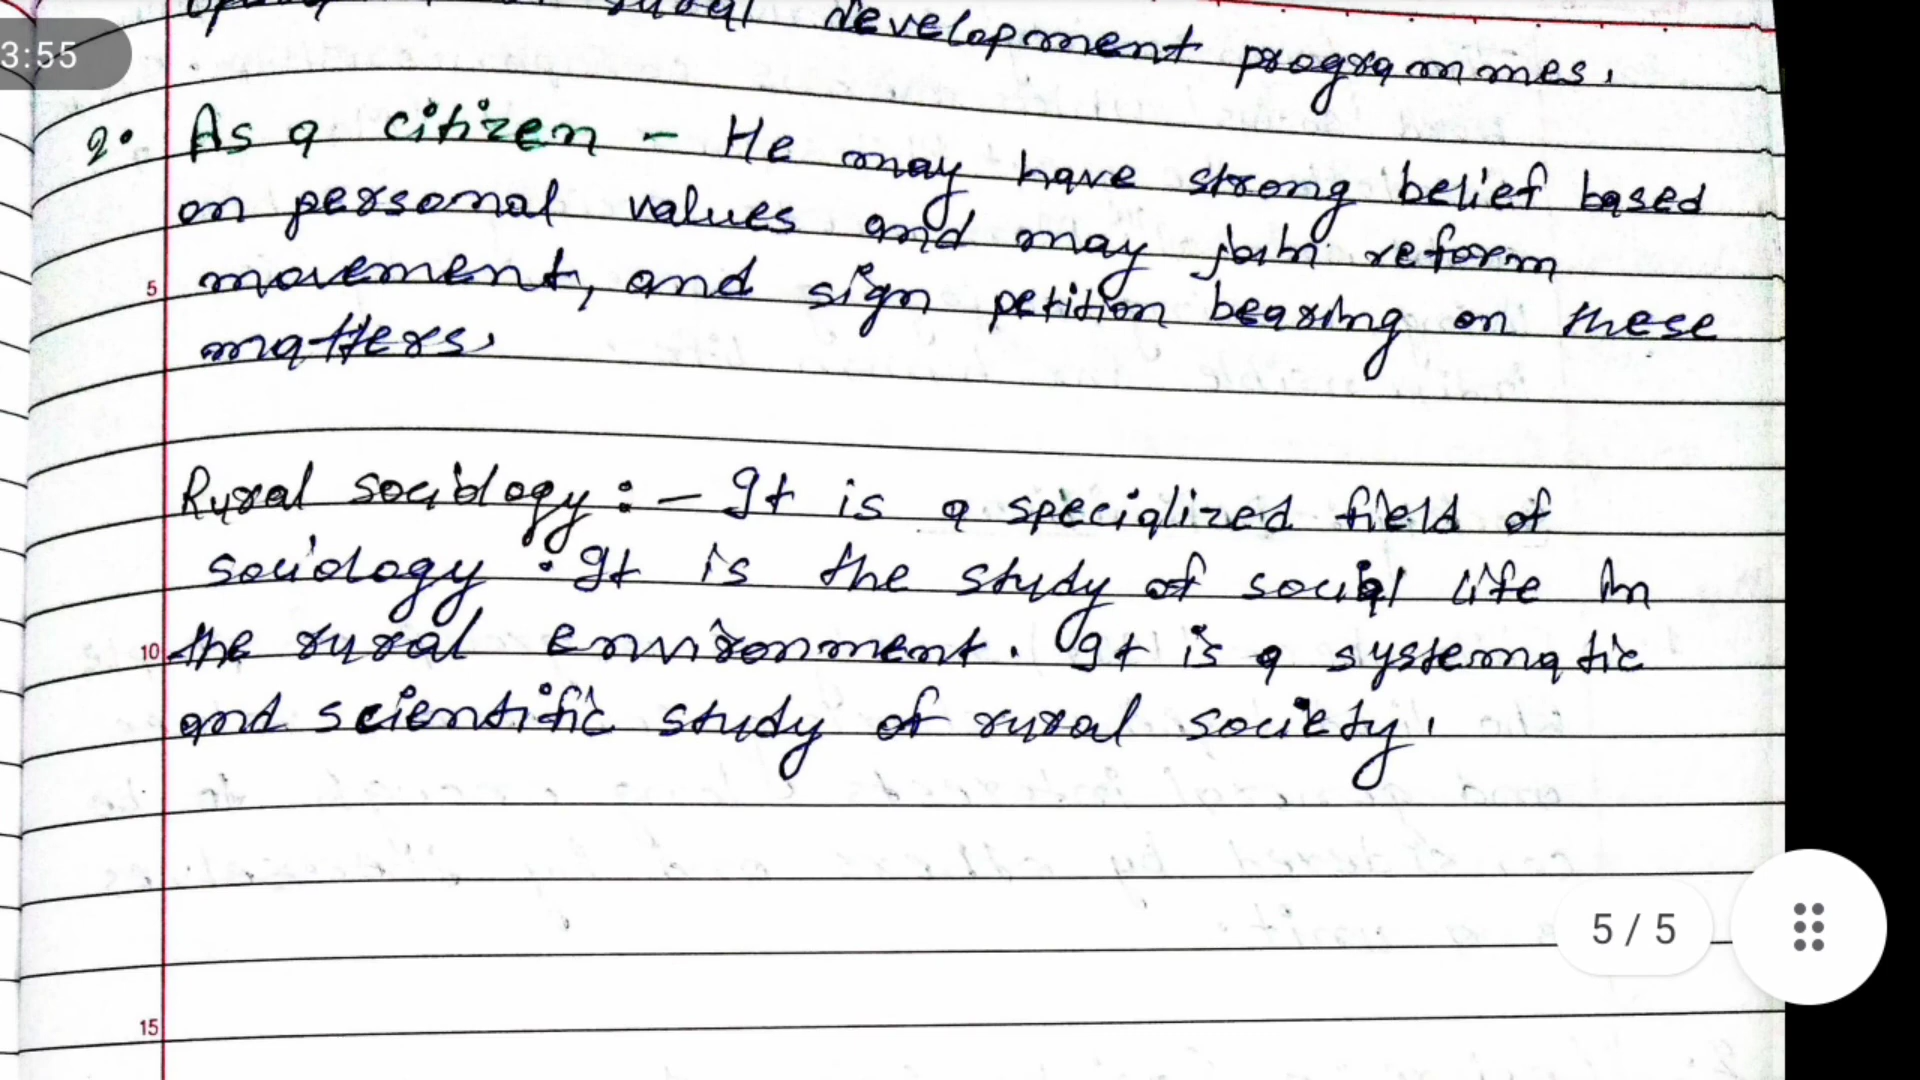 development programmes.
3:55
2. As a citizen - He may have strong belief based
on personal values and may join reform
5
movement, and sign petition bearing on these
matters.
Rural sociology :- It is a specialized field of
sociology. It is the study of social life in
10
the rural environment. It is a systematic
and scientific study of rural society.
5 / 5
15